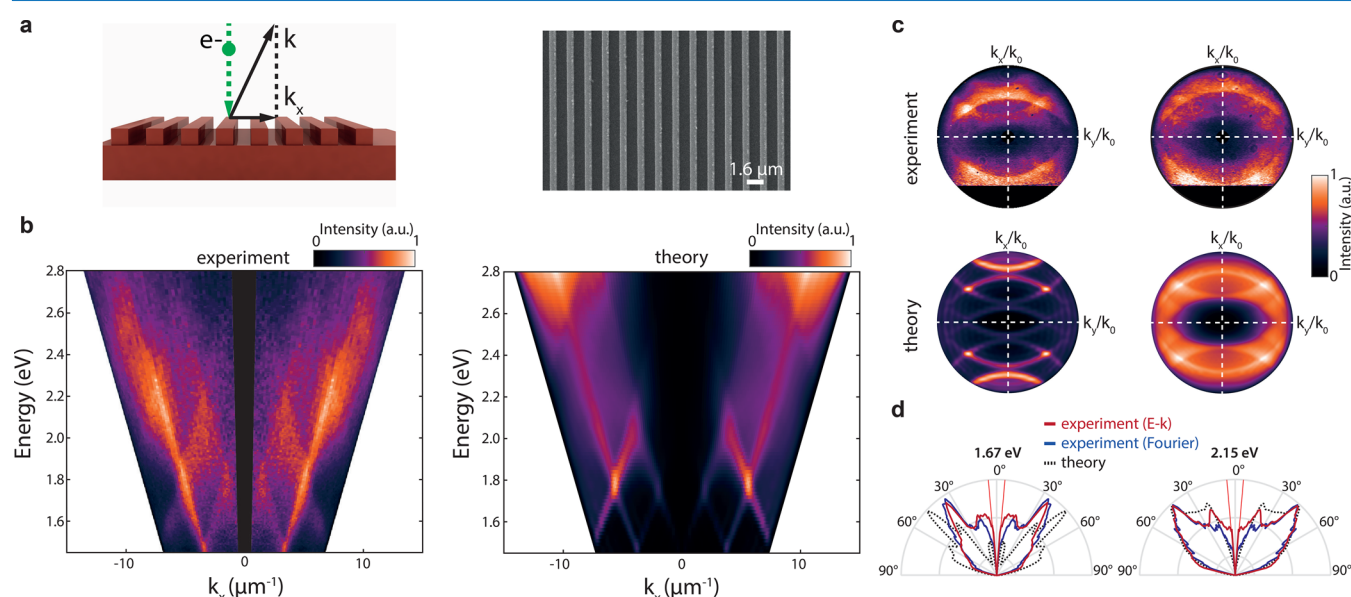 a
e-
k
kx
1.6 µm
b
Intensity (a.u.)
0 1
experiment
2.8
2.6
2.4
2.2
2.0
1.8
1.6
Energy (eV)
-10 0 10
kx (µm⁻¹)
Intensity (a.u.)
0 1
theory
2.8
2.6
2.4
2.2
2.0
1.8
1.6
Energy (eV)
-10 0 10
kx (µm⁻¹)
c
kx/k0 kx/k0
experiment
ky/k0 ky/k0
1
Intensity (a.u.)
0
kx/k0 kx/k0
theory
ky/k0 ky/k0
d
experiment (E-k)
experiment (Fourier)
theory
1.67 eV 2.15 eV
0° 0°
30° 30° 30° 30°
60° 60° 60° 60°
90° 90° 90° 90°